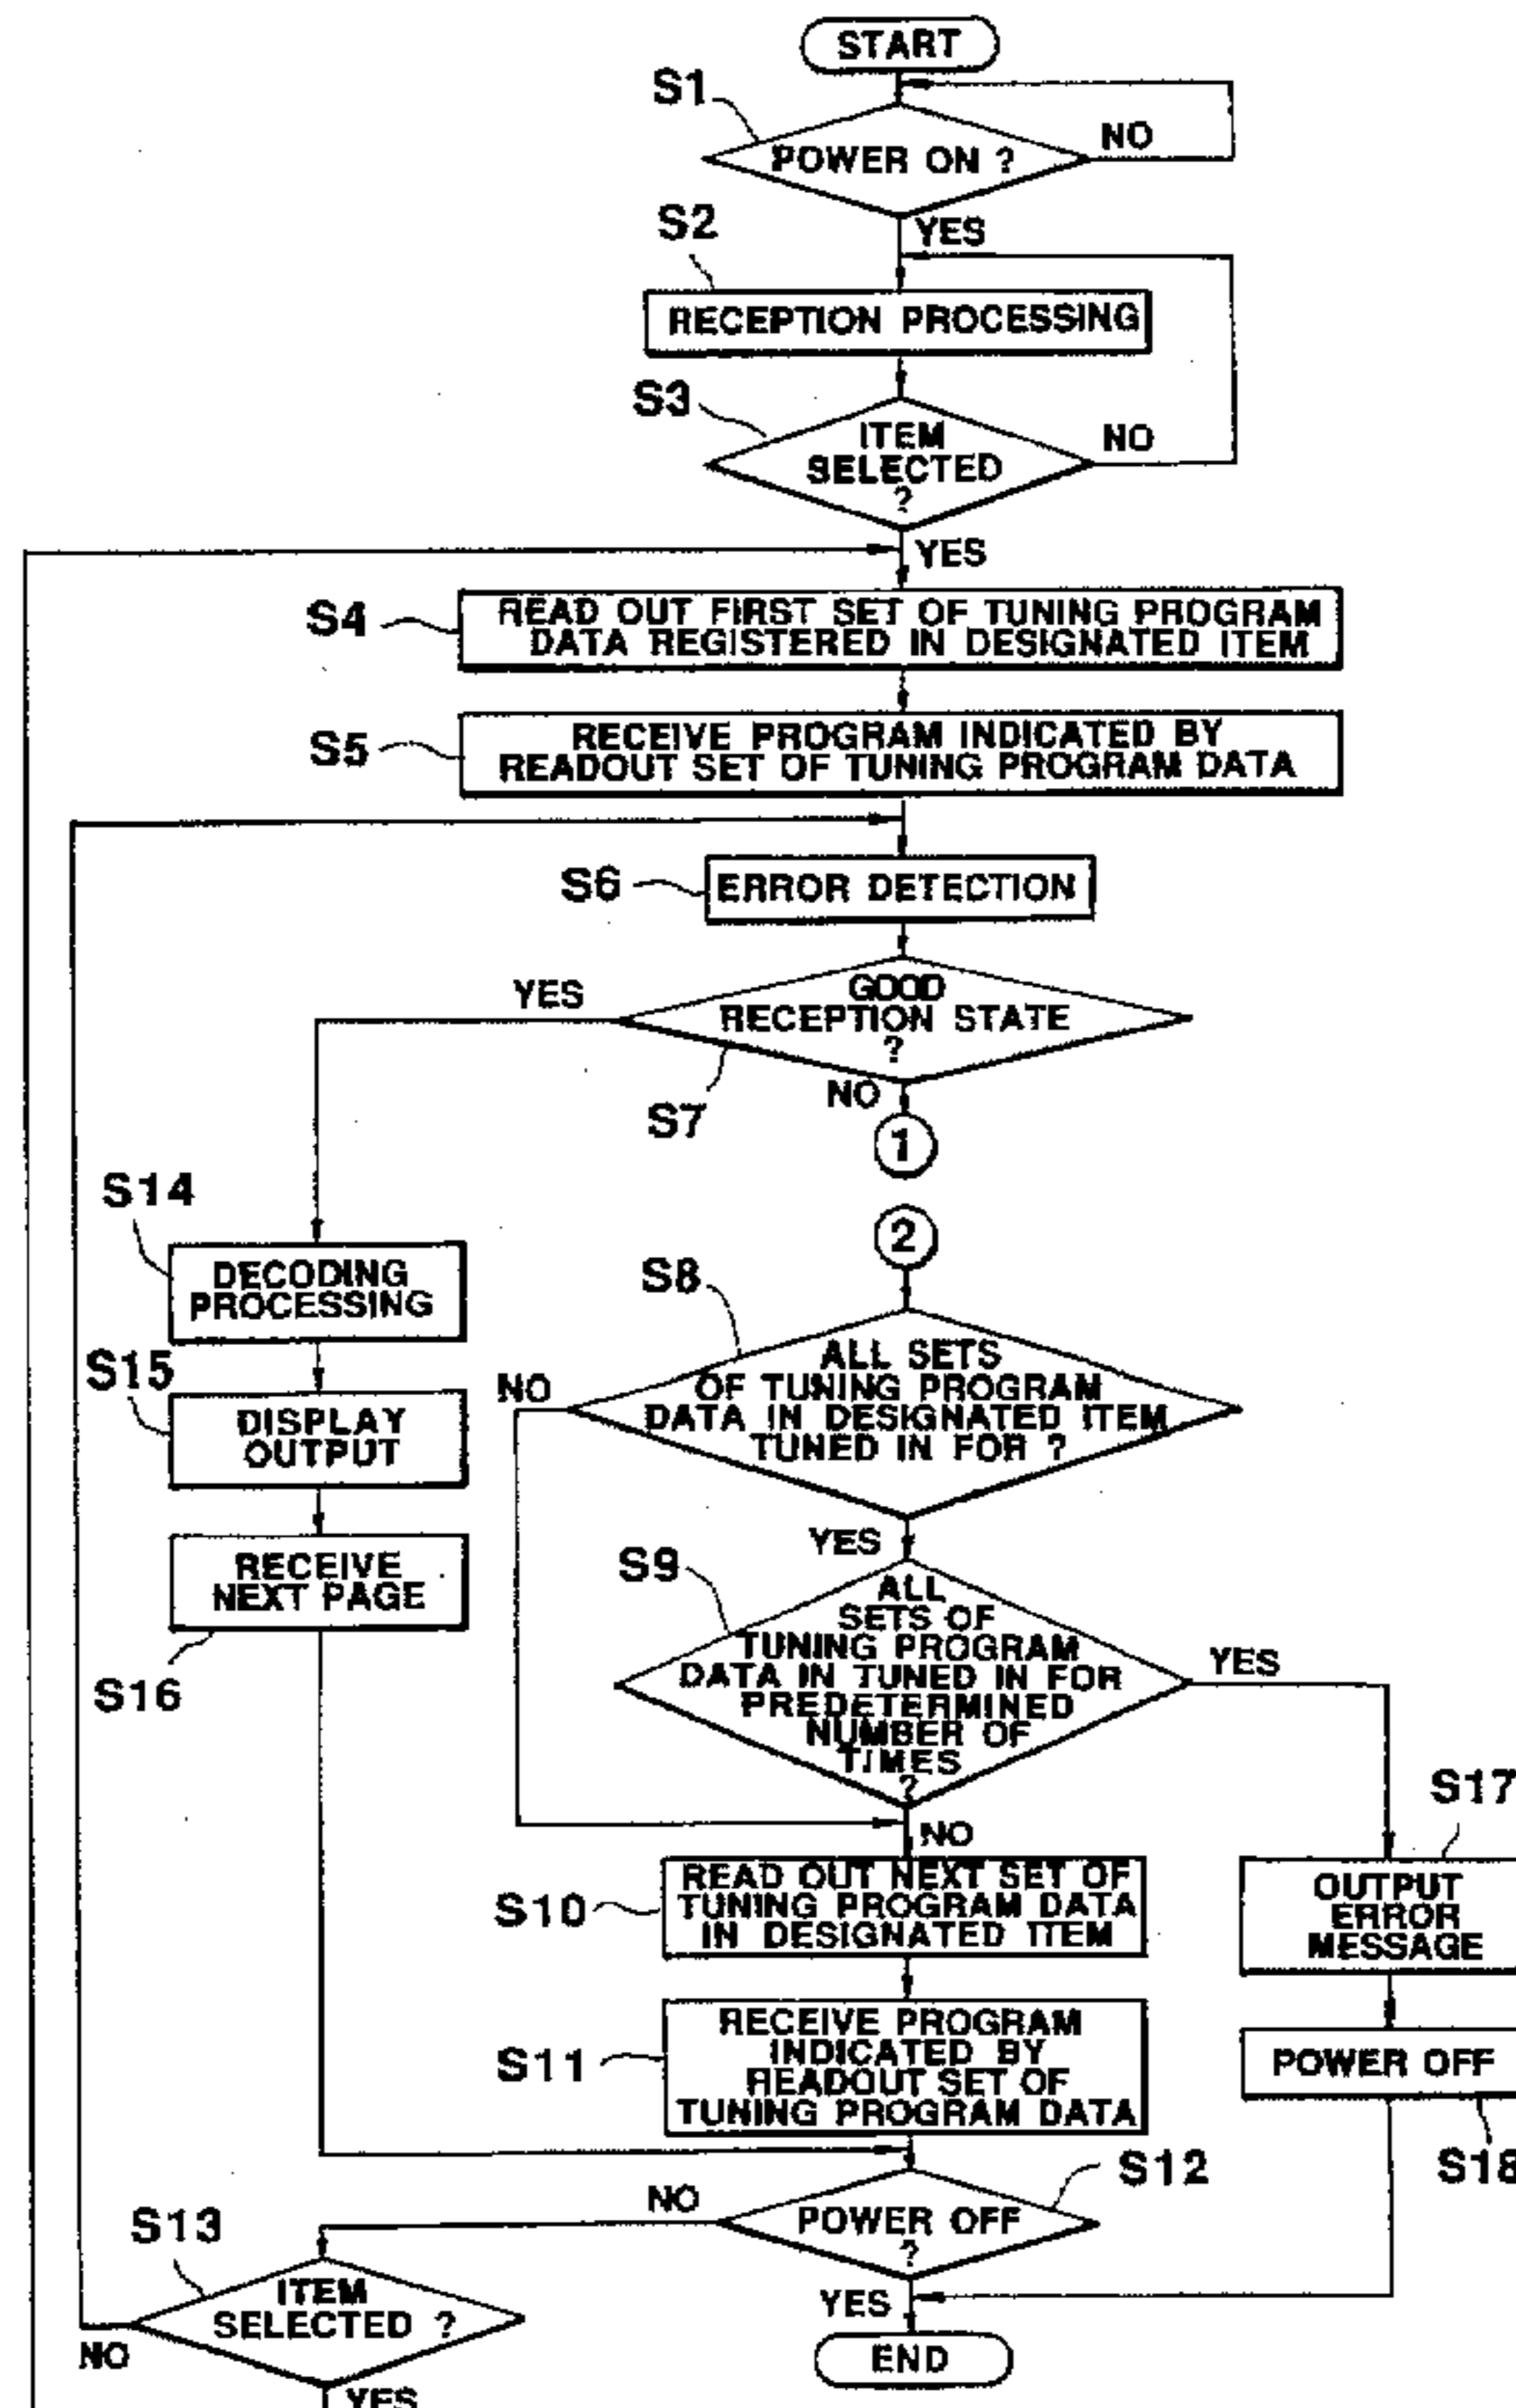 START
S1
POWER ON ?
NO
YES
S2
RECEPTION PROCESSING
S3
ITEM
SELECTED
?
NO
YES
S4
READ OUT FIRST SET OF TUNING PROGRAM
DATA REGISTERED IN DESIGNATED ITEM
S5
RECEIVE PROGRAM INDICATED BY
READOUT SET OF TUNING PROGRAM DATA
S6
ERROR DETECTION
YES
GOOD
RECEPTION STATE
?
S7
NO
1
2
S14
DECODING
PROCESSING
S8
ALL SETS
OF TUNING PROGRAM
DATA IN DESIGNATED ITEM
TUNED IN FOR ?
NO
YES
S15
DISPLAY
OUTPUT
S16
RECEIVE
NEXT PAGE
S9
ALL
SETS OF
TUNING PROGRAM
DATA IN TUNED IN FOR
PREDETERMINED
NUMBER OF
TIMES
?
YES
NO
S17
OUTPUT
ERROR
MESSAGE
S10
READ OUT NEXT SET OF
TUNING PROGRAM DATA
IN DESIGNATED ITEM
S11
RECEIVE PROGRAM
INDICATED BY
READOUT SET OF
TUNING PROGRAM DATA
POWER OFF
S18
S12
POWER OFF
?
NO
YES
S13
ITEM
SELECTED ?
NO
YES
END